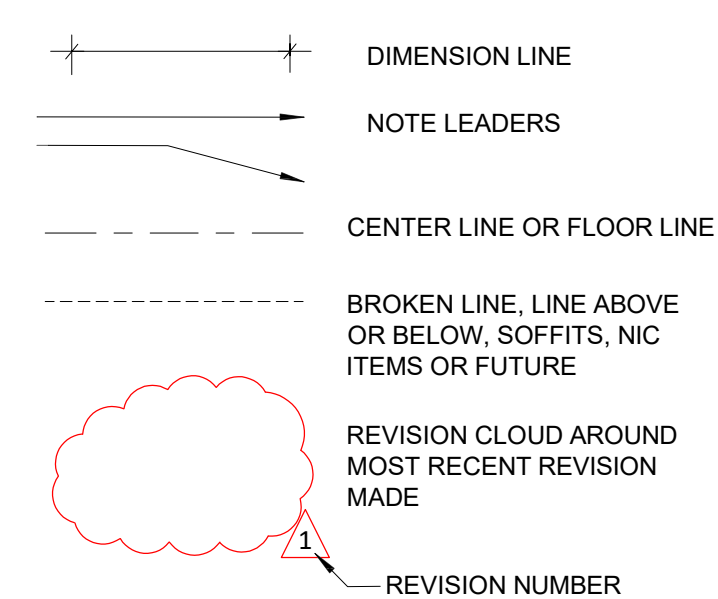 DIMENSION LINE
NOTE LEADERS
CENTER LINE OR FLOOR LINE
BROKEN LINE, LINE ABOVE
OR BELOW, SOFFITS, NIC
ITEMS OR FUTURE
REVISION CLOUD AROUND
MOST RECENT REVISION
MADE
1
REVISION NUMBER